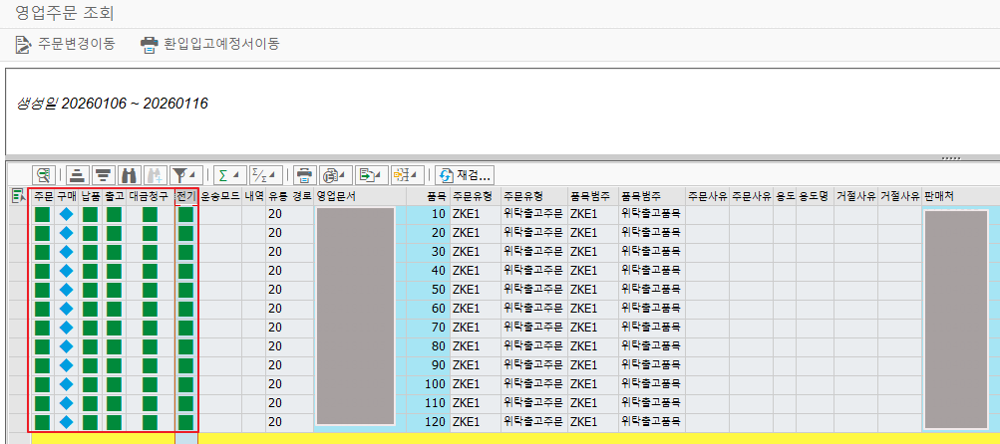 영업주문 조회
주문변경이동 환입입고예정서이동
생성일 20260106 ~ 20260116
재검...
주문 구매 납품 출고 대금청구 전기 운송모드 내역 유통 경로 영업문서 품목 주문유형 주문유형 품목범주 품목범주 주문사유 주문사유 용도 용도명 거절사유 거절사유 판매처
20 10 ZKE1 위탁출고주문 ZKE1 위탁출고품목
20 20 ZKE1 위탁출고주문 ZKE1 위탁출고품목
20 30 ZKE1 위탁출고주문 ZKE1 위탁출고품목
20 40 ZKE1 위탁출고주문 ZKE1 위탁출고품목
20 50 ZKE1 위탁출고주문 ZKE1 위탁출고품목
20 60 ZKE1 위탁출고주문 ZKE1 위탁출고품목
20 70 ZKE1 위탁출고주문 ZKE1 위탁출고품목
20 80 ZKE1 위탁출고주문 ZKE1 위탁출고품목
20 90 ZKE1 위탁출고주문 ZKE1 위탁출고품목
20 100 ZKE1 위탁출고주문 ZKE1 위탁출고품목
20 110 ZKE1 위탁출고주문 ZKE1 위탁출고품목
20 120 ZKE1 위탁출고주문 ZKE1 위탁출고품목